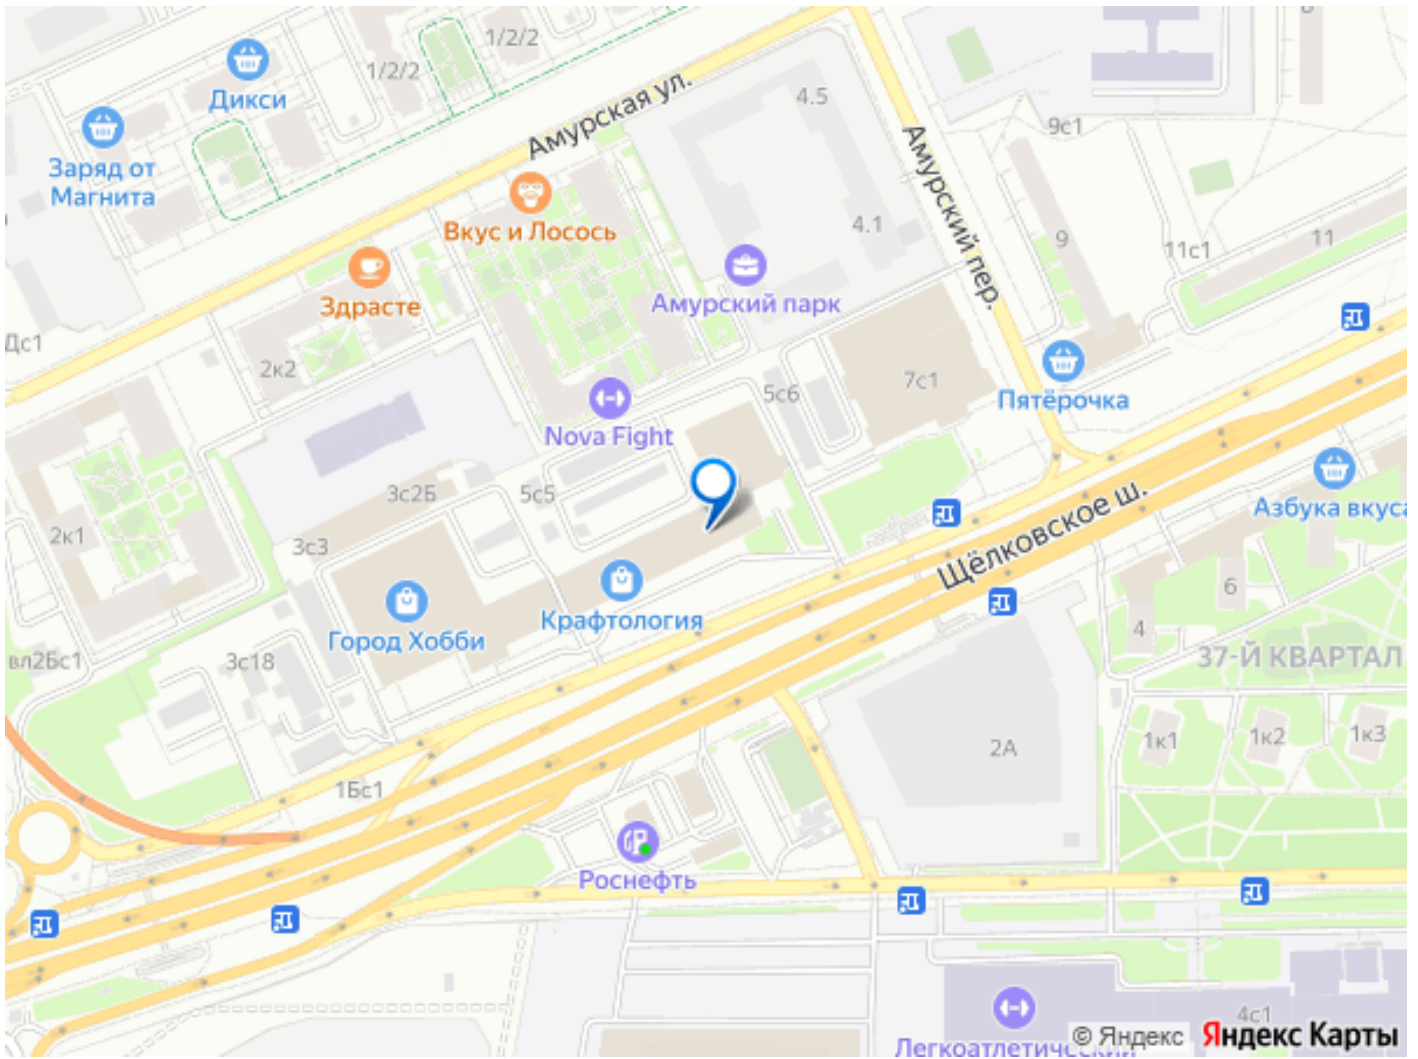 1/2/2
1/2/2
Дикси
Заряд от
Магнита
Амурская ул.
4.5
9с1
Амурский пер.
Вкус и Лосось
4.1
9
11с1
11
Здрасте
Амурский парк
Дс1
2к2
7с1
5с6
Пятёрочка
Nova Fight
3с2Б
5с5
Азбука вкуса
2к1
3с3
Щёлковское ш.
6
4
Крафтология
Город Хобби
вл2Бс1
3с18
37-Й КВАРТАЛ
1к1
1к2
1к3
2А
1Бс1
Роснефть
4с1
© Яндекс
Яндекс Карты